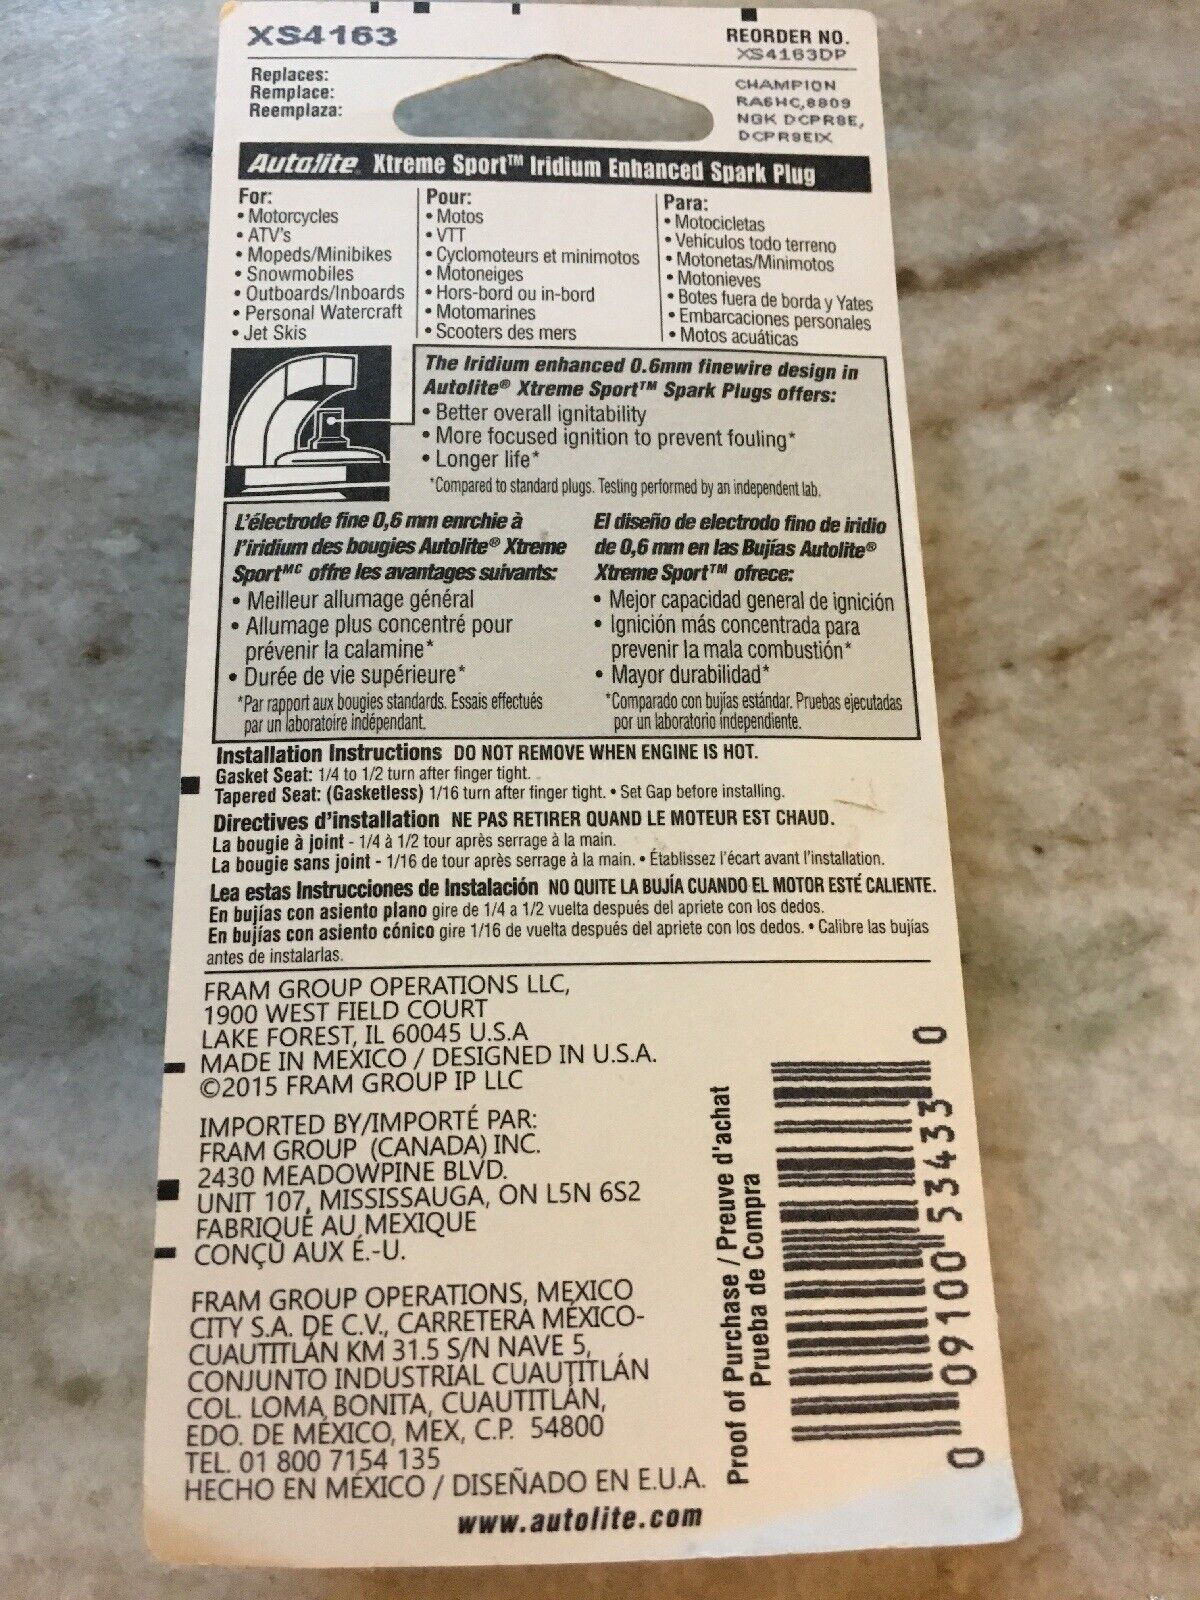 XS4163
REORDER NO.
XS4163DP
Replaces:
Remplace:
Reemplaza:
CHAMPION
RA6HC,8809
NGK DCPR8E,
DCPR8EIX
Autolite Xtreme Sport™ Iridium Enhanced Spark Plug
For:
• Motorcycles
• ATV's
• Mopeds/Minibikes
• Snowmobiles
• Outboards/Inboards
• Personal Watercraft
• Jet Skis
Pour:
• Motos
• VTT
• Cyclomoteurs et minimotos
• Motoneiges
• Hors-bord ou in-bord
• Motomarines
• Scooters des mers
Para:
• Motocicletas
• Vehículos todo terreno
• Motonetas/Minimotos
• Motonieves
• Botes fuera de borda y Yates
• Embarcaciones personales
• Motos acuáticas
The Iridium enhanced 0.6mm finewire design in
Autolite® Xtreme Sport™ Spark Plugs offers:
• Better overall ignitability
• More focused ignition to prevent fouling*
• Longer life*
*Compared to standard plugs. Testing performed by an independent lab.
L'électrode fine 0,6 mm enrchie à
l'iridium des bougies Autolite® Xtreme
Sport MC offre les avantages suivants:
• Meilleur allumage général
• Allumage plus concentré pour
prévenir la calamine*
• Durée de vie supérieure*
*Par rapport aux bougies standards. Essais effectués
par un laboratoire indépendant.
El diseño de electrodo fino de iridio
de 0,6 mm en las Bujías Autolite®
Xtreme Sport™ ofrece:
• Mejor capacidad general de ignición
• Ignición más concentrada para
prevenir la mala combustión*
• Mayor durabilidad*
*Comparado con bujías estándar. Pruebas ejecutadas
por un laboratorio independiente.
Installation Instructions DO NOT REMOVE WHEN ENGINE IS HOT.
Gasket Seat: 1/4 to 1/2 turn after finger tight.
Tapered Seat: (Gasketless) 1/16 turn after finger tight. • Set Gap before installing.
Directives d'installation NE PAS RETIRER QUAND LE MOTEUR EST CHAUD.
La bougie à joint - 1/4 à 1/2 tour après serrage à la main.
La bougie sans joint - 1/16 de tour après serrage à la main. • Établissez l'écart avant l'installation.
Lea estas Instrucciones de Instalación NO QUITE LA BUJÍA CUANDO EL MOTOR ESTÉ CALIENTE.
En bujías con asiento plano gire de 1/4 a 1/2 vuelta después del apriete con los dedos.
En bujías con asiento cónico gire 1/16 de vuelta después del apriete con los dedos. • Calibre las bujías
antes de instalarlas.
FRAM GROUP OPERATIONS LLC,
1900 WEST FIELD COURT
LAKE FOREST, IL 60045 U.S.A
MADE IN MEXICO / DESIGNED IN U.S.A.
©2015 FRAM GROUP IP LLC
IMPORTED BY/IMPORTÉ PAR:
FRAM GROUP (CANADA) INC.
2430 MEADOWPINE BLVD.
UNIT 107, MISSISSAUGA, ON L5N 6S2
FABRIQUÉ AU MEXIQUE
CONÇU AUX É.-U.
FRAM GROUP OPERATIONS, MEXICO
CITY S.A. DE C.V., CARRETERA MÉXICO-
CUAUTITLÁN KM 31.5 S/N NAVE 5,
CONJUNTO INDUSTRIAL CUAUTITLÁN
COL. LOMA BONITA, CUAUTITLÁN,
EDO. DE MÉXICO, MEX, C.P. 54800
TEL. 01 800 7154 135
HECHO EN MÉXICO / DISEÑADO EN E.U.A.
www.autolite.com
Proof of Purchase / Preuve d'achat
Prueba de Compra
0 09100 53433 0